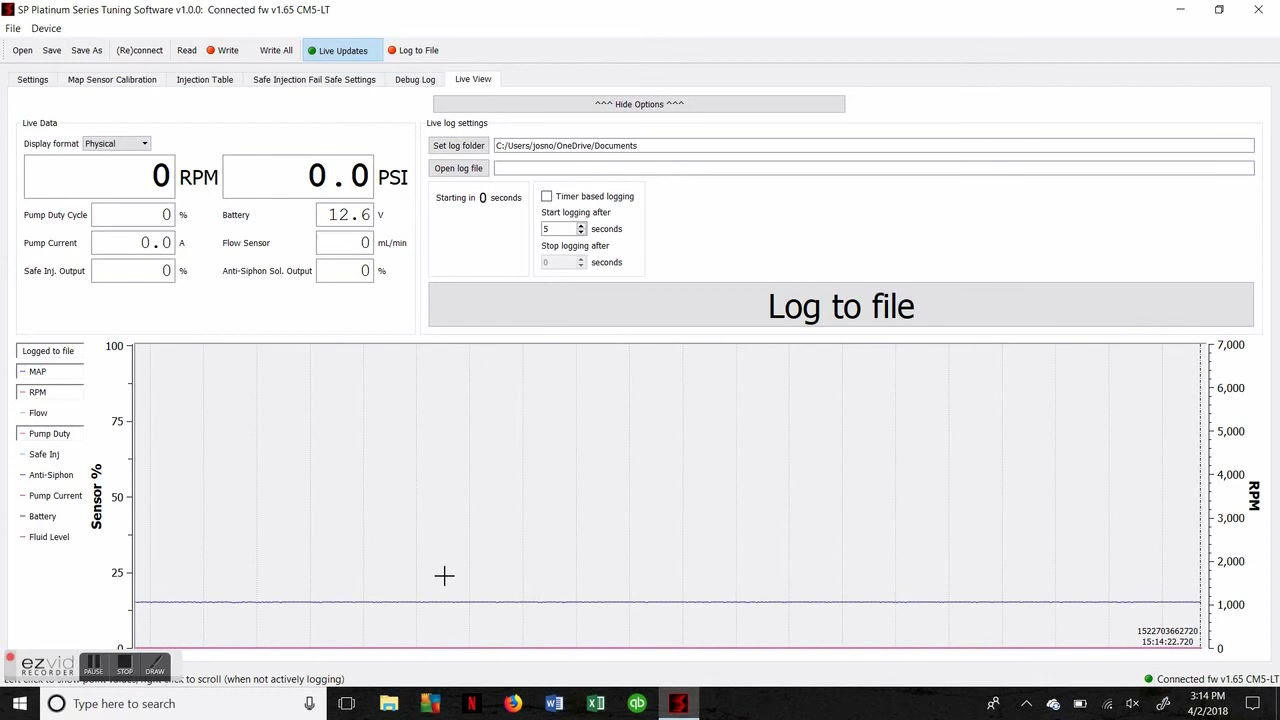 SP Platinum Series Tuning Software v1.0.0: Connected fw v1.65 CM5-LT
File Device
Open Save Save As (Re)connect Read Write Write All Live Updates Log to File
Settings Map Sensor Calibration Injection Table Safe Injection Fail Safe Settings Debug Log Live View
^^^ Hide Options ^^^
Live Data
Display format Physical
0 RPM 0.0 PSI
Pump Duty Cycle 0 % Battery 12.6 V
Pump Current 0.0 A Flow Sensor 0 mL/min
Safe Inj. Output 0 % Anti-Siphon Sol. Output 0 %
Live log settings
Set log folder C:/Users/josno/OneDrive/Documents
Open log file
Starting in 0 seconds
Timer based logging
Start logging after
5 seconds
Stop logging after
0 seconds
Log to file
Logged to file
MAP
RPM
Flow
Pump Duty
Safe Inj
Anti-Siphon
Pump Current
Battery
Fluid Level
Sensor %
100
75
50
25
0
7,000
6,000
5,000
4,000
3,000
2,000
1,000
0
RPM
1522703662720
15:14:22.720
ezvid
RECORDER
PAUSE STOP DRAW
(when not actively logging)
Connected fw v1.65 CM5-LT
Type here to search
3:14 PM
4/2/2018